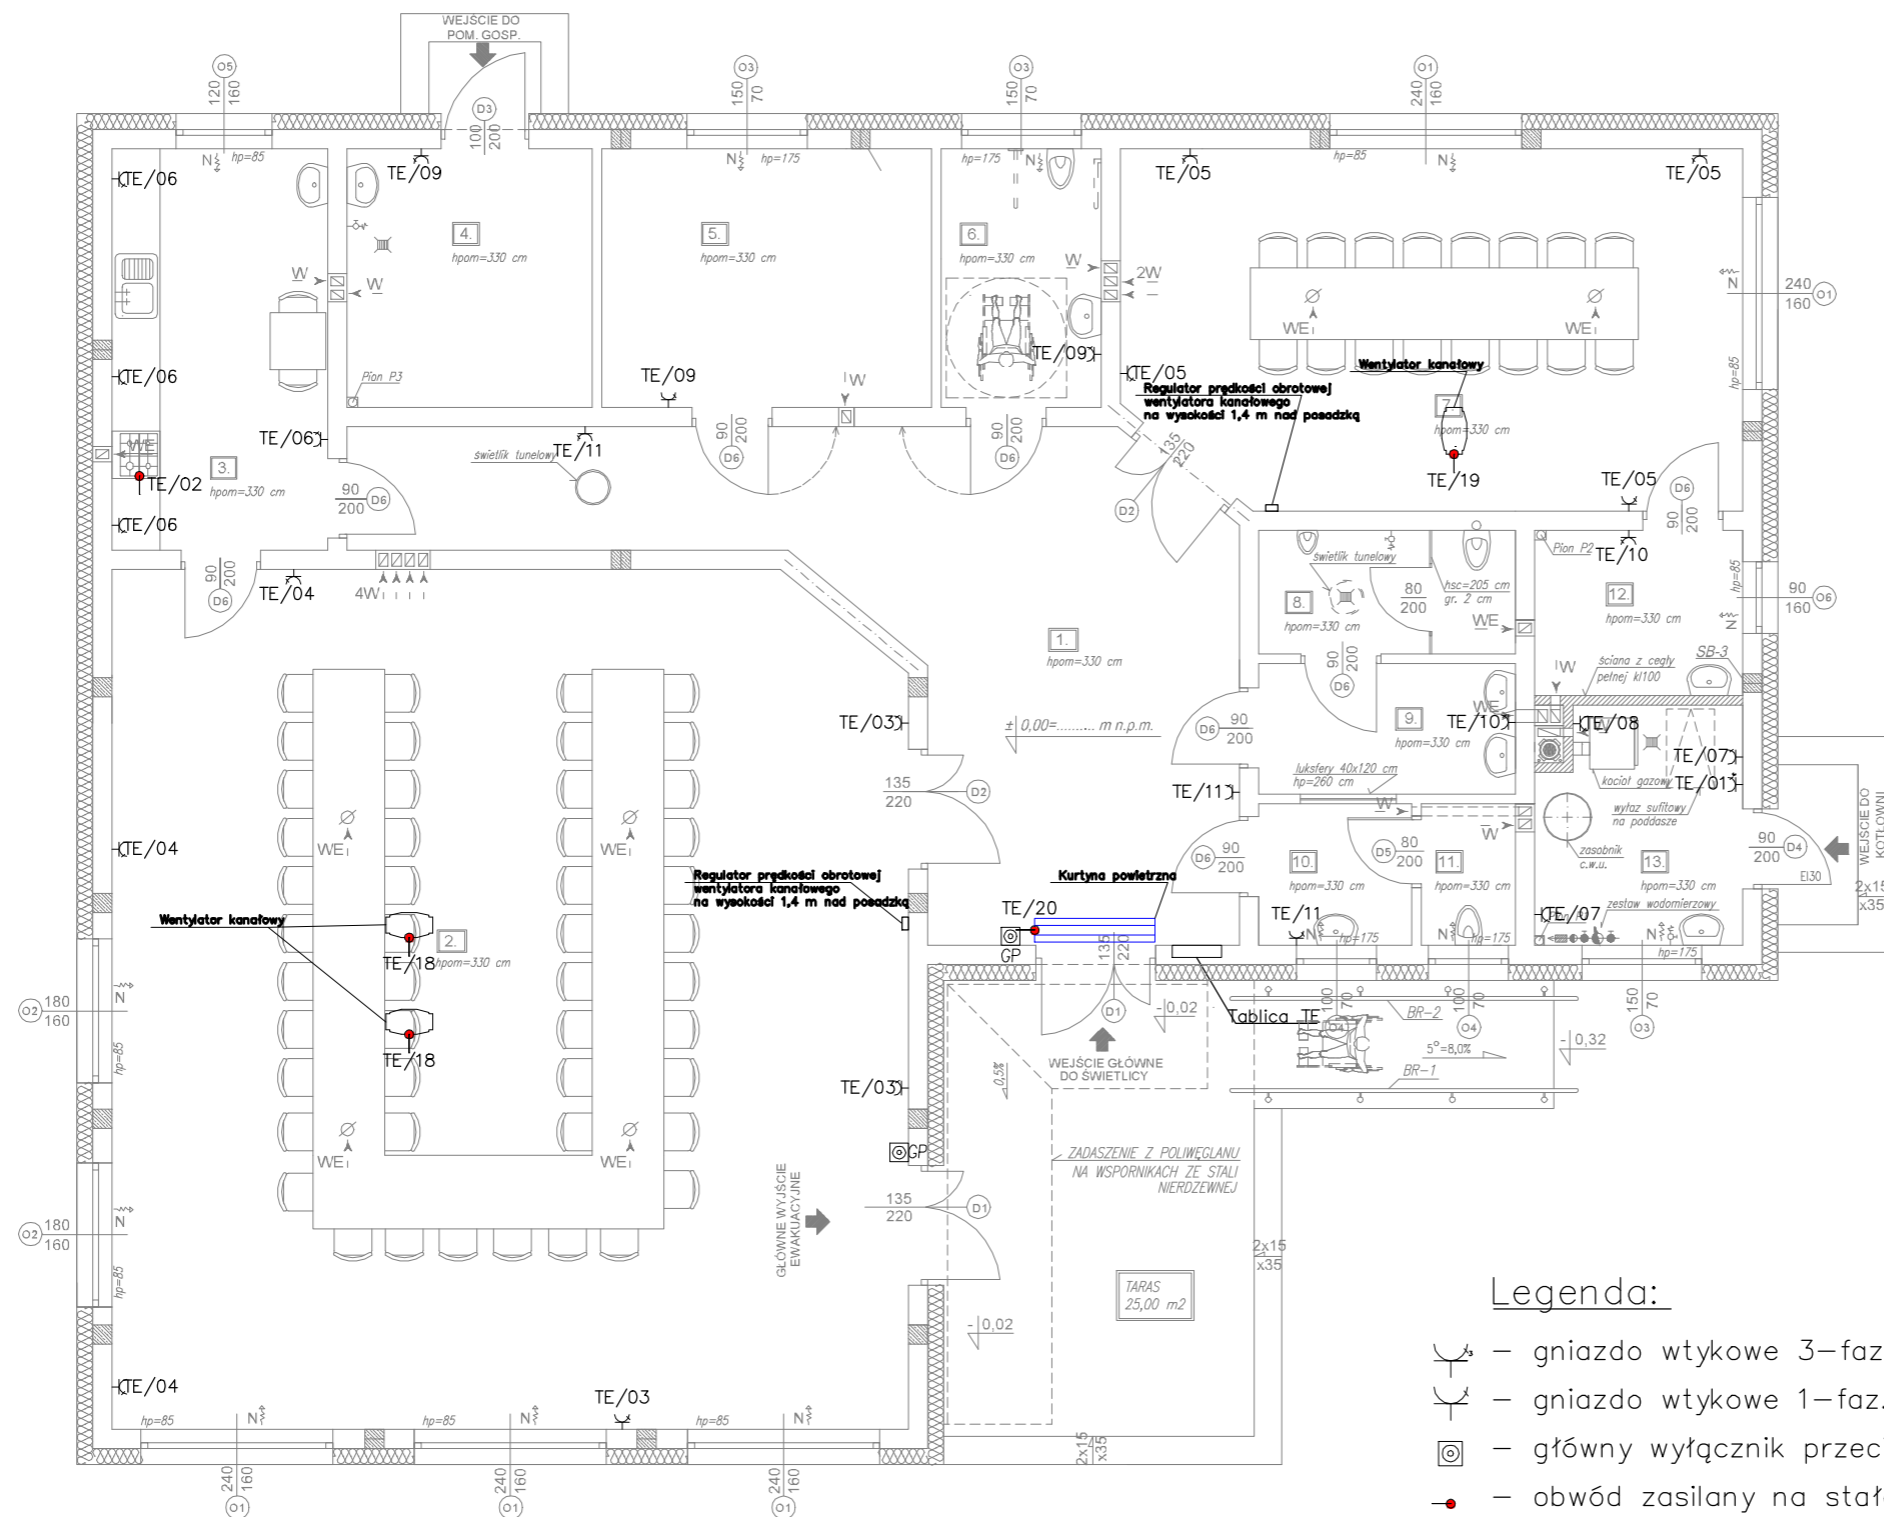 WEJŚCIE DO
POM. GOSP.
O5
120
160
O3
150
70
O3
150
70
O1
240
160
D3
100
200
N
hp=85
hp=175
hp=175
N
hp=85
N
TE/06
TE/09
TE/05
TE/05
4.
hpom=330 cm
5.
hpom=330 cm
6.
hpom=330 cm
W
W
W
2W
N
240
160
O1
WE
WE
TE/09
Wentylator kanałowy
TE/06
Pion P3
TE/09
W
TE/05
Regulator prędkości obrotowej
wentylatora kanałowego
na wysokości 1,4 m nad posadzką
hp=85
7.
hpom=330 cm
TE/06
świetlik tunelowy
TE/11
90
200
D6
90
200
D6
135
220
D2
WE
TE/02
3.
hpom=330 cm
TE/19
TE/05
D6
90
200
90
200
D6
TE/06
Pion P2
TE/10
świetlik tunelowy
hsc=205 cm
gr. 2 cm
hp=85
90
200
D6
TE/04
4W
8.
hpom=330 cm
80
200
WE
12.
hpom=330 cm
90
160
O6
N
1.
hpom=330 cm
90
200
D6
ściana z cegły
pełnej kl100
SB-3
W
TE/03
± 0,00=......... m n.p.m.
D6
90
200
9.
hpom=330 cm
WE
TE/10
TE/08
W
TE/07
TE/01
kocioł gazowy
135
220
D2
TE/11
luksfery 40x120 cm
hp=260 cm
wyłaz sufitowy
na poddasze
W
W
WE
WE
TE/04
D6
90
200
D5
80
200
zasobnik
c.w.u.
90
200
D4
EI30
WEJŚCIE DO
KOTŁOWNI
10.
hpom=330 cm
11.
hpom=330 cm
13.
hpom=330 cm
Regulator prędkości obrotowej
wentylatora kanałowego
na wysokości 1,4 m nad posadzką
Kurtyna powietrzna
2x15
x35
Wentylator kanałowy
TE/20
GP
TE/11
TE/07
zestaw wodomierzowy
hp=175
N
hp=175
N
hp=175
2.
hpom=330 cm
TE/18
135
220
D1
N
O2
180
160
-0,02
Tablica TE
100
70
O4
100
70
O4
150
70
O3
BR-2
-0,32
5°=8,0%
BR-1
hp=85
TE/18
WEJŚCIE GŁÓWNE
DO ŚWIETLICY
0,5%
TE/03
WE
WE
GP
ZADASZENIE Z POLIWĘGLANU
NA WSPORNIKACH ZE STALI
NIERDZEWNEJ
GŁÓWNE WYJŚCIE
EWAKUACYJNE
135
220
D1
N
O2
180
160
hp=85
2x15
x35
TARAS
25,00 m2
-0,02
Legenda:
– gniazdo wtykowe 3–faz
– gniazdo wtykowe 1–faz.
– główny wyłącznik przec
– obwód zasilany na stał
TE/04
TE/03
hp=85
N
hp=85
N
hp=85
N
2x15
x35
240
160
O1
240
160
O1
240
160
O1